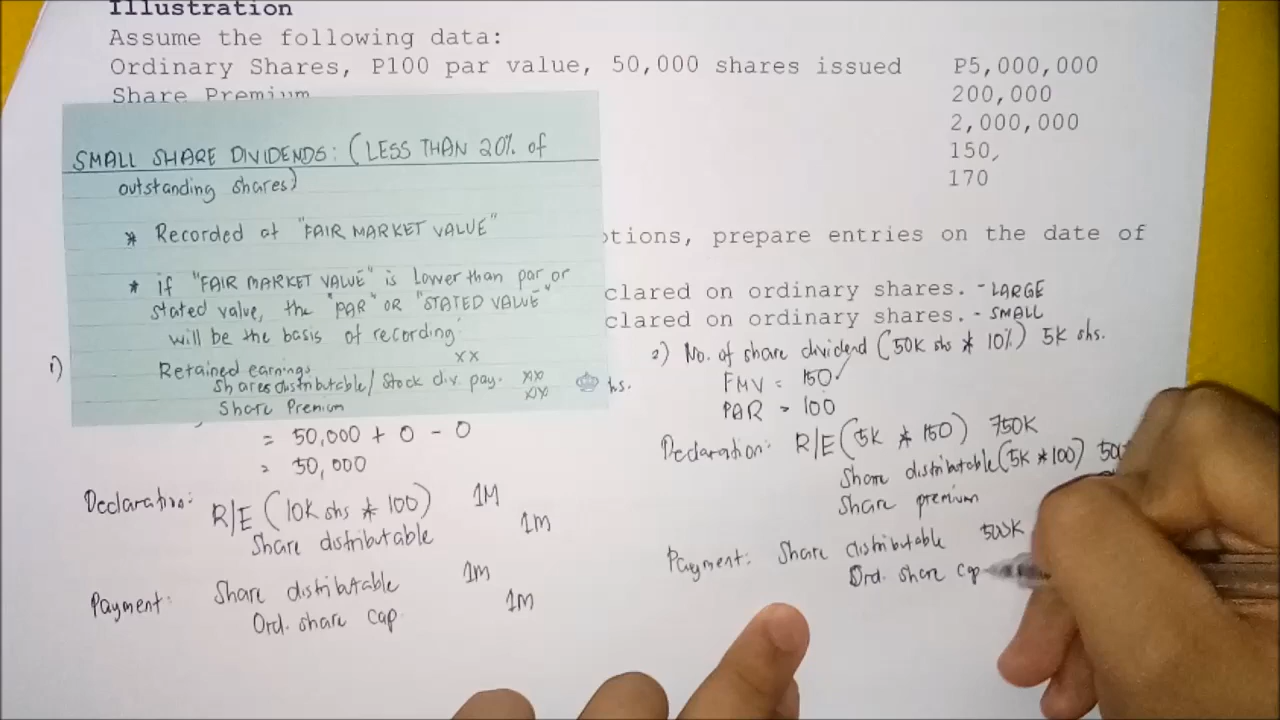 Illustration
Assume the following data:
Ordinary Shares, P100 par value, 50,000 shares issued P5,000,000
Share Premium 200,000
2,000,000
150,
170
SMALL SHARE DIVIDENDS: (LESS THAN 20% of
outstanding shares)
* Recorded at "FAIR MARKET VALUE"
* if "FAIR MARKET VALUE" is lower than par or
stated value, the "PAR" OR "STATED VALUE"
will be the basis of recording
Retained earnings xx
Shares distributable/ Stock div pay. xx
Share Premium xx
otions, prepare entries on the date of
clared on ordinary shares. - LARGE
clared on ordinary shares. - SMALL
1) hs.
= 50,000 + 0 - 0
= 50,000
Declaration: R/E (10K shs * 100) 1M
Share distributable 1M
Payment: Share distributable 1M
Ord. share cap. 1M
2) No. of share dividend (50K shs * 10%) 5K shs.
FMV = 150 ✓
PAR = 100
Declaration: R/E (5K * 150) 750K
Share distributable (5K * 100) 500
Share premium
Payment: Share distributable 500K
Ord. share cap